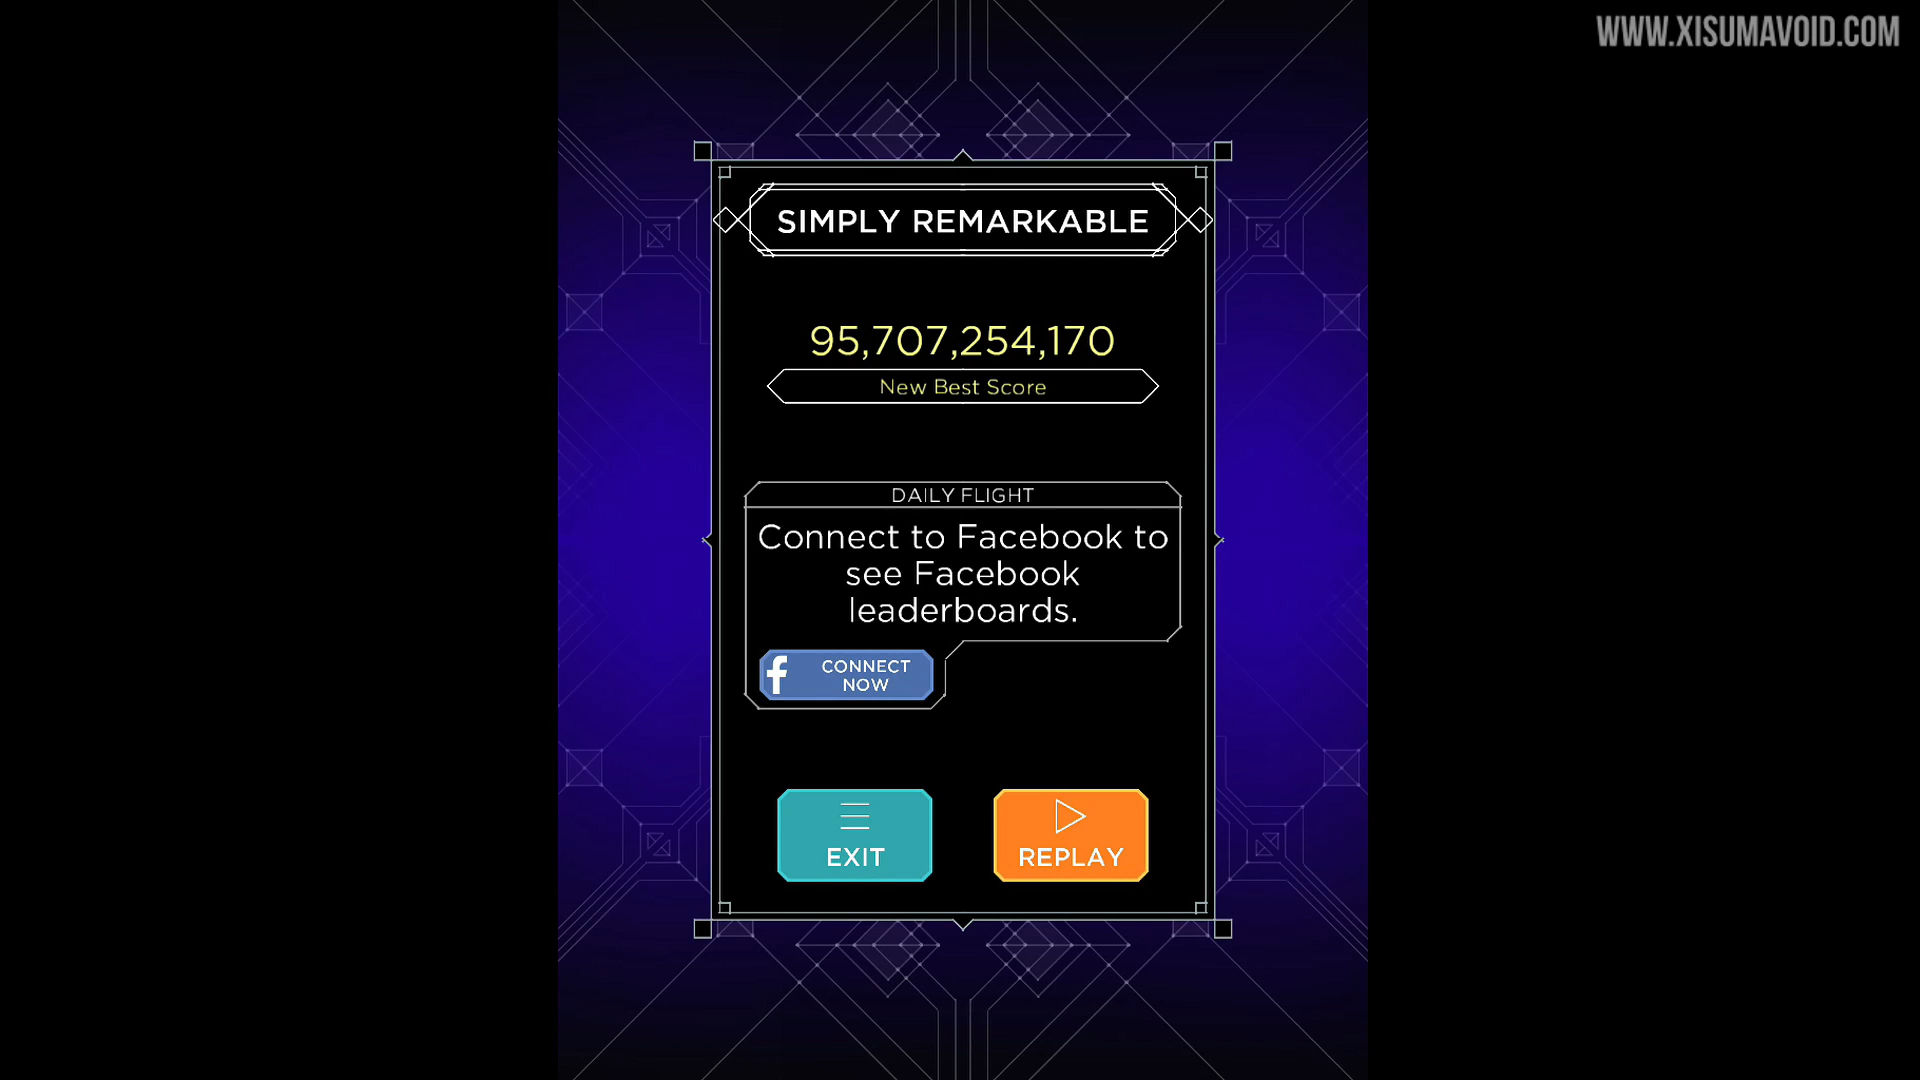 WWW.XISUMAVOID.COM
SIMPLY REMARKABLE
95,707,254,170
New Best Score
DAILY FLIGHT
Connect to Facebook to
see Facebook
leaderboards.
CONNECT
NOW
EXIT
REPLAY